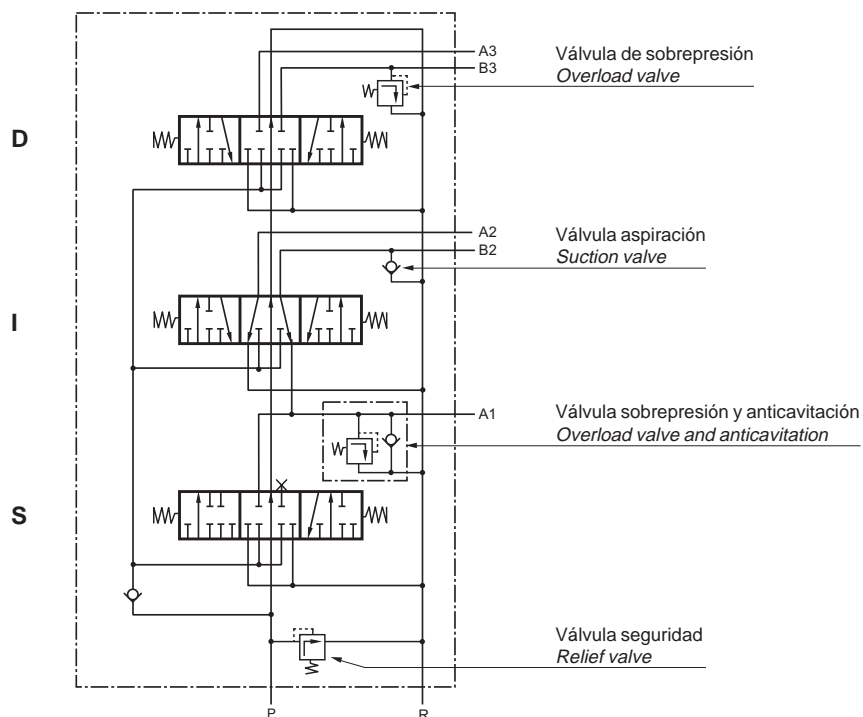 A3
B3
Válvula de sobrepresión
Overload valve
D
A2
B2
Válvula aspiración
Suction valve
I
A1
Válvula sobrepresión y anticavitación
Overload valve and anticavitation
S
Válvula seguridad
Relief valve
P
R